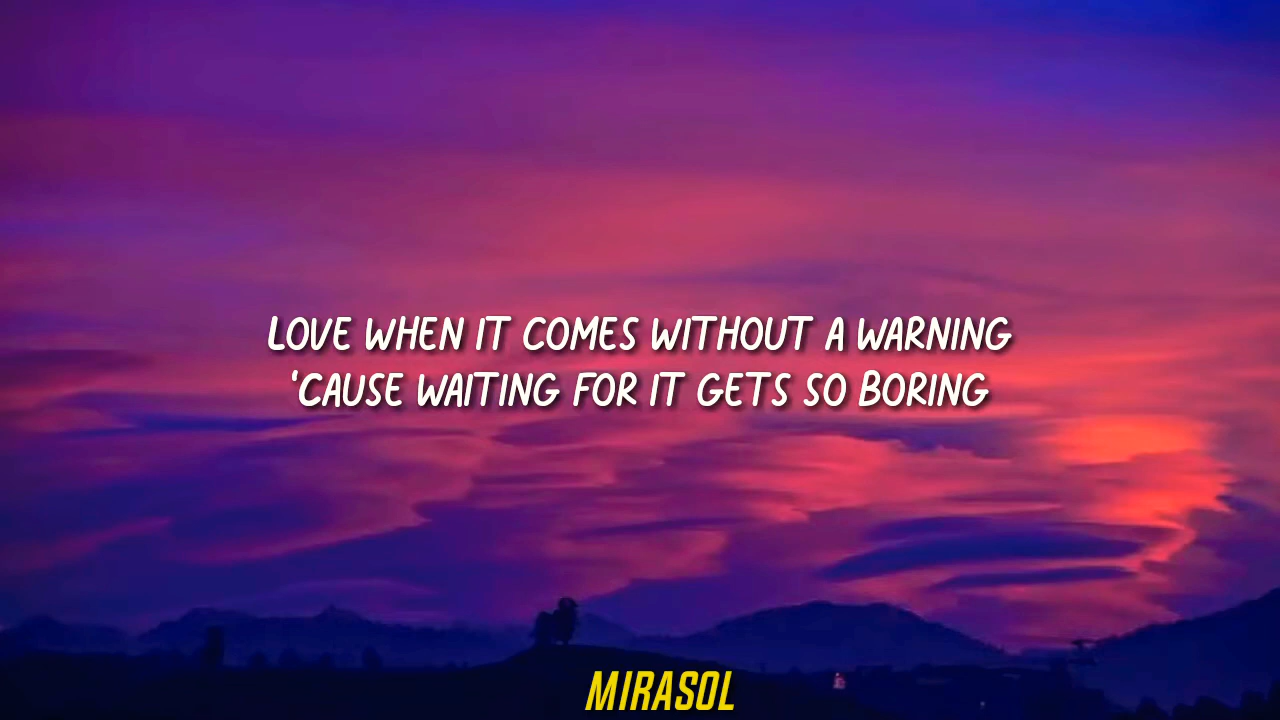 LOVE WHEN IT COMES WITHOUT A WARNING
'CAUSE WAITING FOR IT GETS SO BORING
MIRASOL